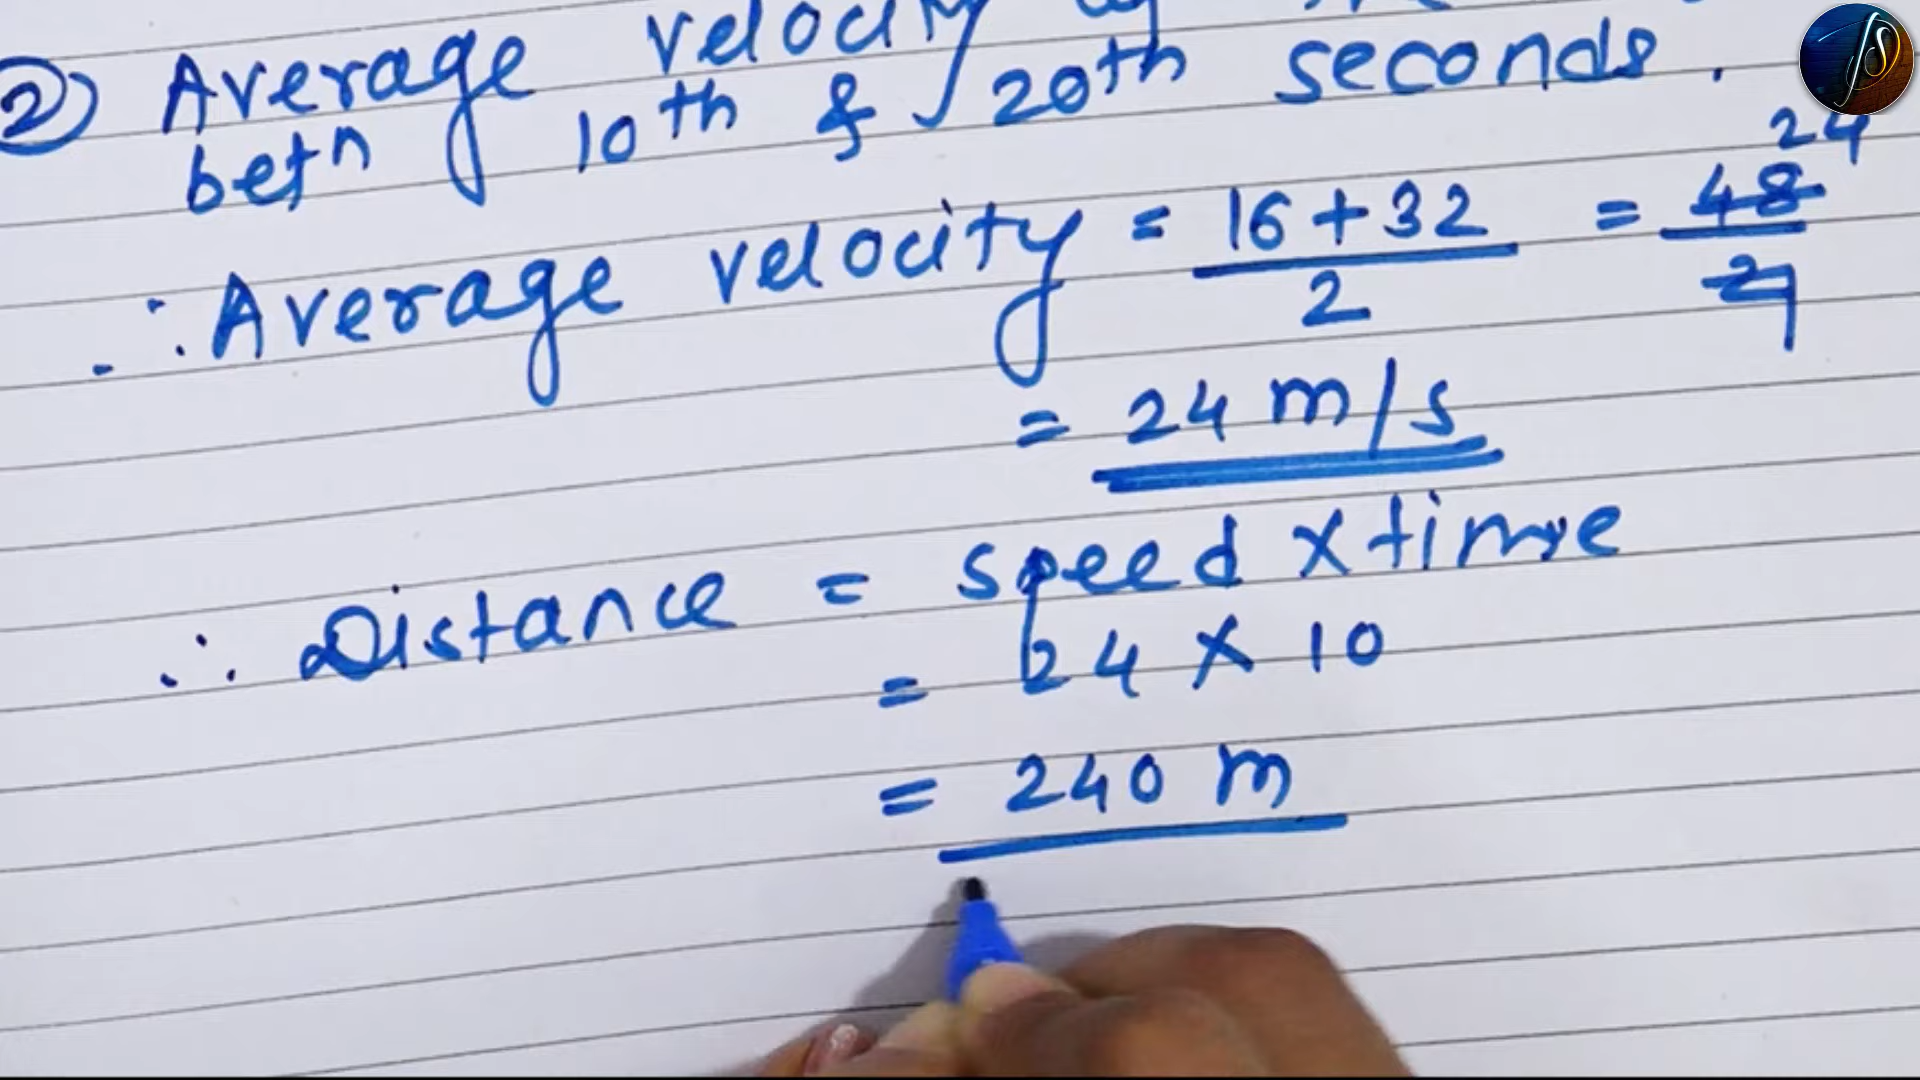 ② Average velocity
betn 10th & 20th seconds.
∴ Average velocity = 16+32 / 2 = 48 / 2 24
= 24 m/s
∴ Distance = speed × time
= 24 × 10
= 240 m